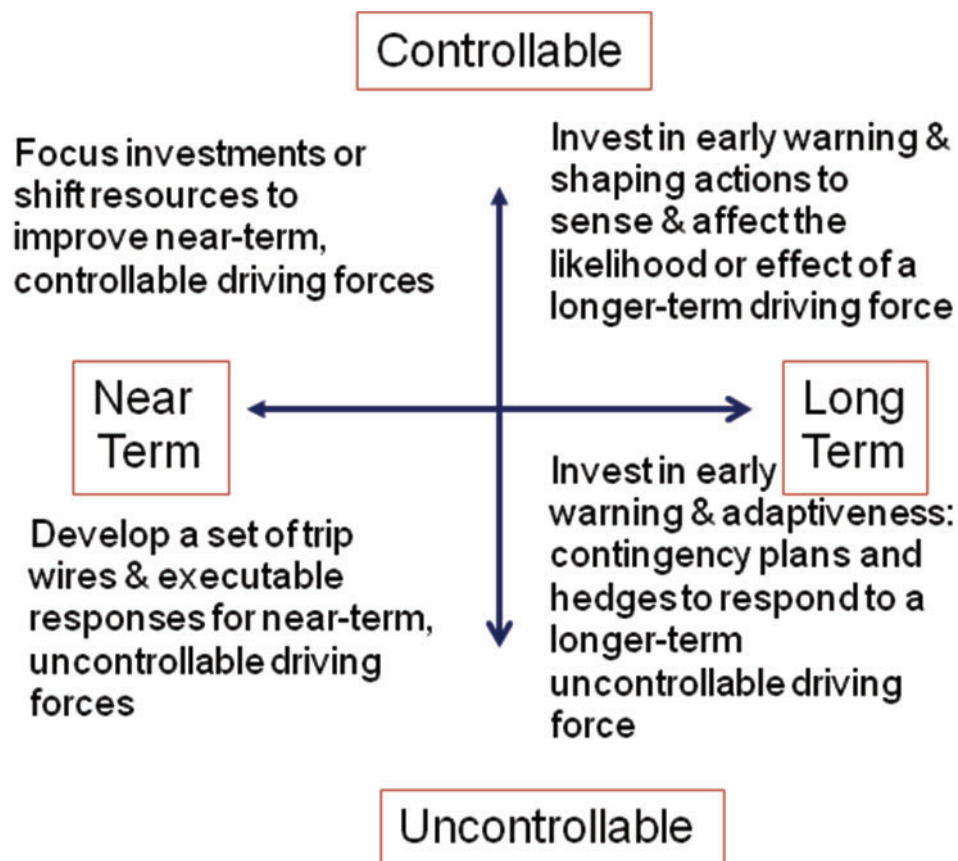 Controllable
Focus investments or
shift resources to
improve near-term,
controllable driving forces
Invest in early warning &
shaping actions to
sense & affect the
likelihood or effect of a
longer-term driving force
Near
Term
Long
Term
Develop a set of trip
wires & executable
responses for near-term,
uncontrollable driving
forces
Invest in early
warning & adaptiveness:
contingency plans and
hedges to respond to a
longer-term
uncontrollable driving
force
Uncontrollable